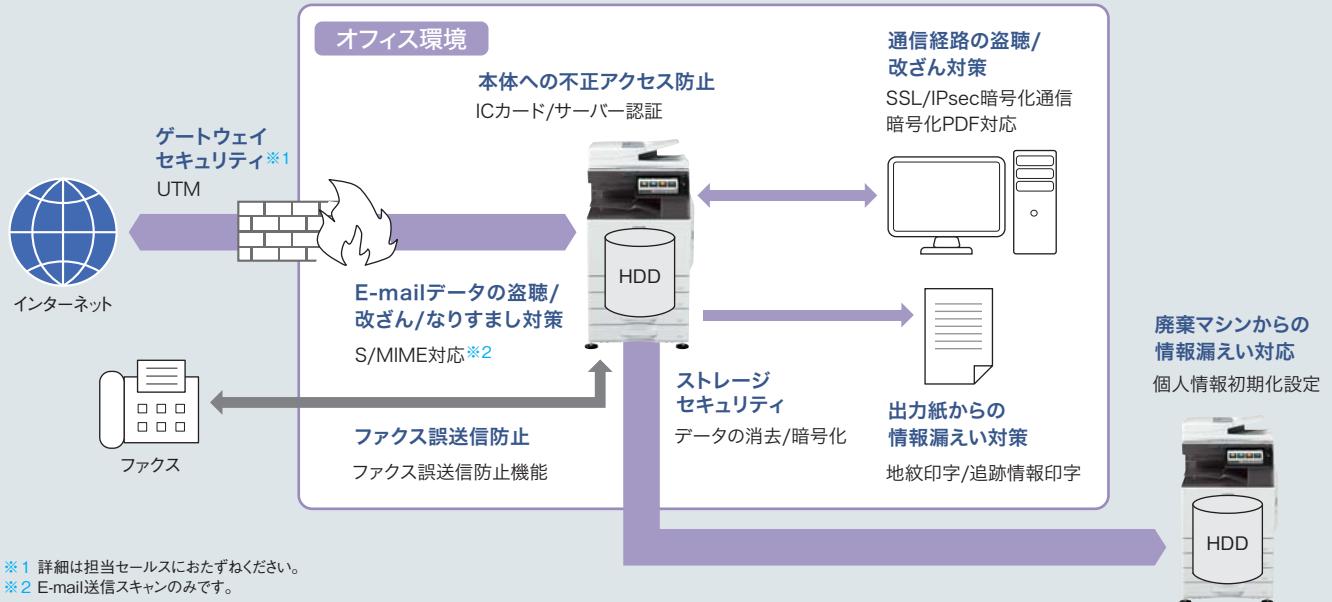 オフィス環境
本体への不正アクセス防止
ICカード/サーバー認証
通信経路の盗聴/
改ざん対策
SSL/IPsec暗号化通信
暗号化PDF対応
ゲートウェイ
セキュリティ※1
UTM
インターネット
HDD
E-mailデータの盗聴/
改ざん/なりすまし対策
S/MIME対応※2
ファクス
ファクス誤送信防止
ファクス誤送信防止機能
ストレージ
セキュリティ
データの消去/暗号化
出力紙からの
情報漏えい対策
地紋印字/追跡情報印字
廃棄マシンからの
情報漏えい対応
個人情報初期化設定
HDD
※1 詳細は担当セールスにおたずねください。
※2 E-mail送信スキャンのみです。